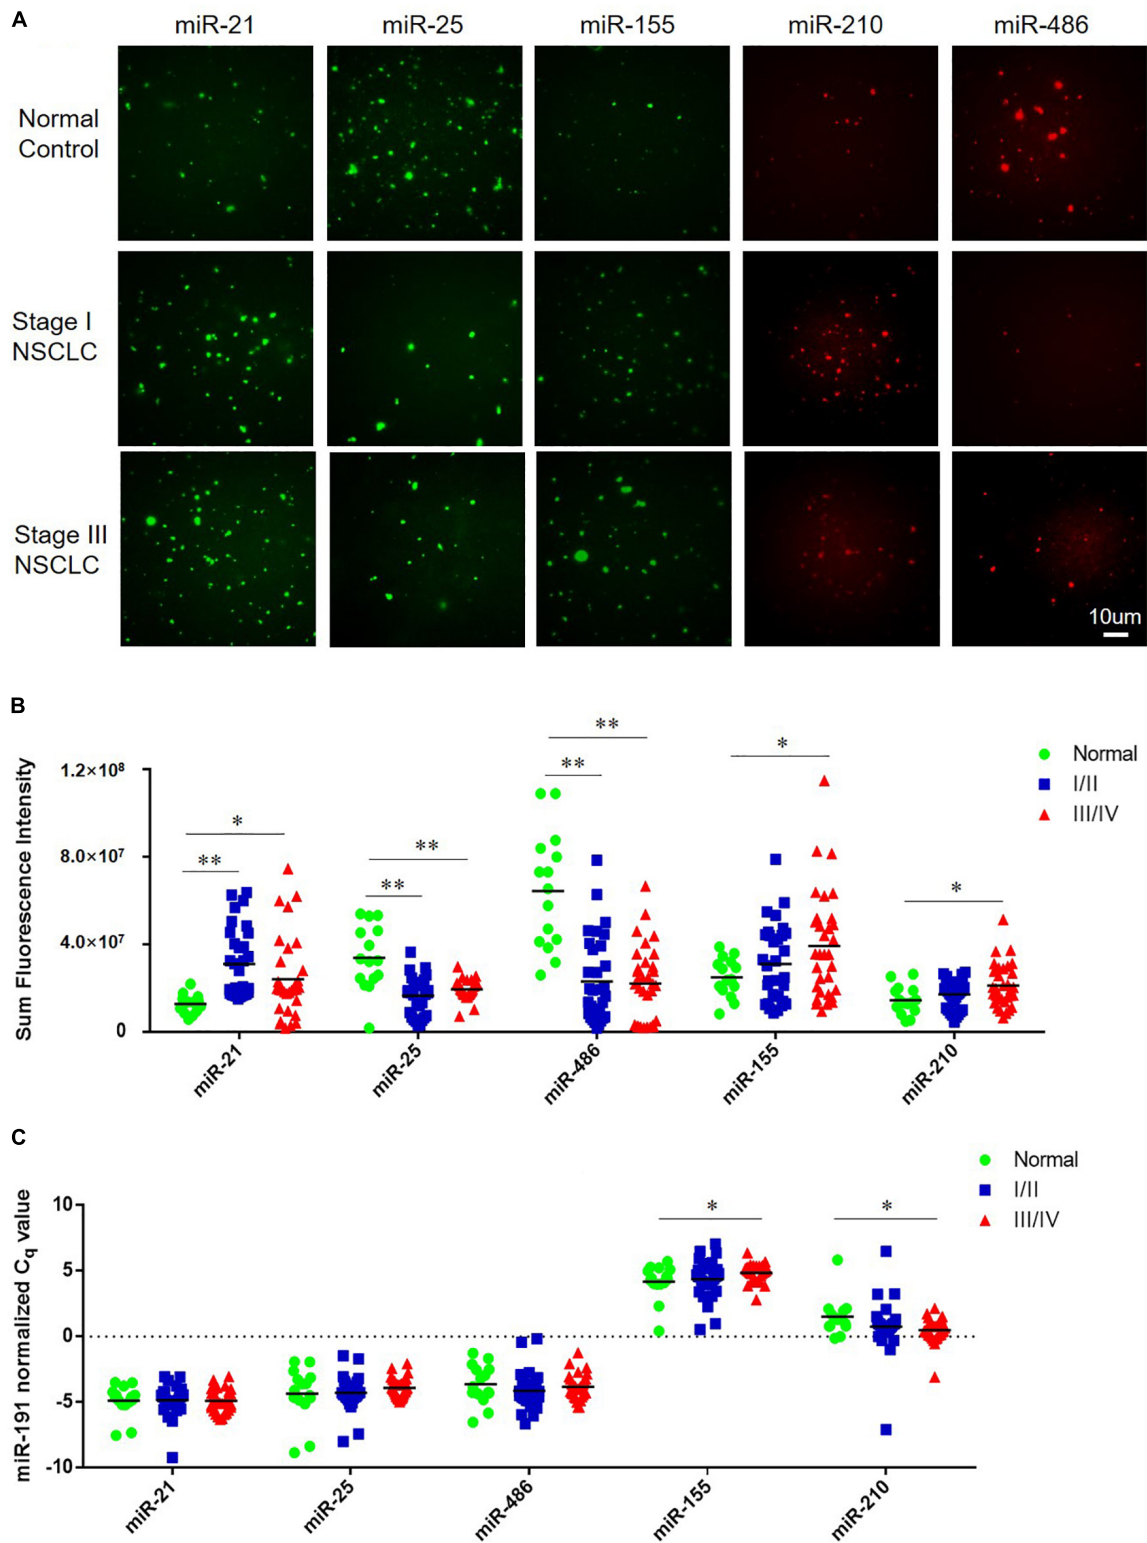 A
miR-21 miR-25 miR-155 miR-210 miR-486
Normal
Control
Stage I
NSCLC
Stage III
NSCLC
10um
B
Sum Fluorescence Intensity
1.2×10⁸
8.0×10⁷
4.0×10⁷
0
* ** ** ** ** ** * *
Normal
I/II
III/IV
miR-21 miR-25 miR-486 miR-155 miR-210
C
miR-191 normalized Cq value
10
5
0
-5
-10
* *
Normal
I/II
III/IV
miR-21 miR-25 miR-486 miR-155 miR-210